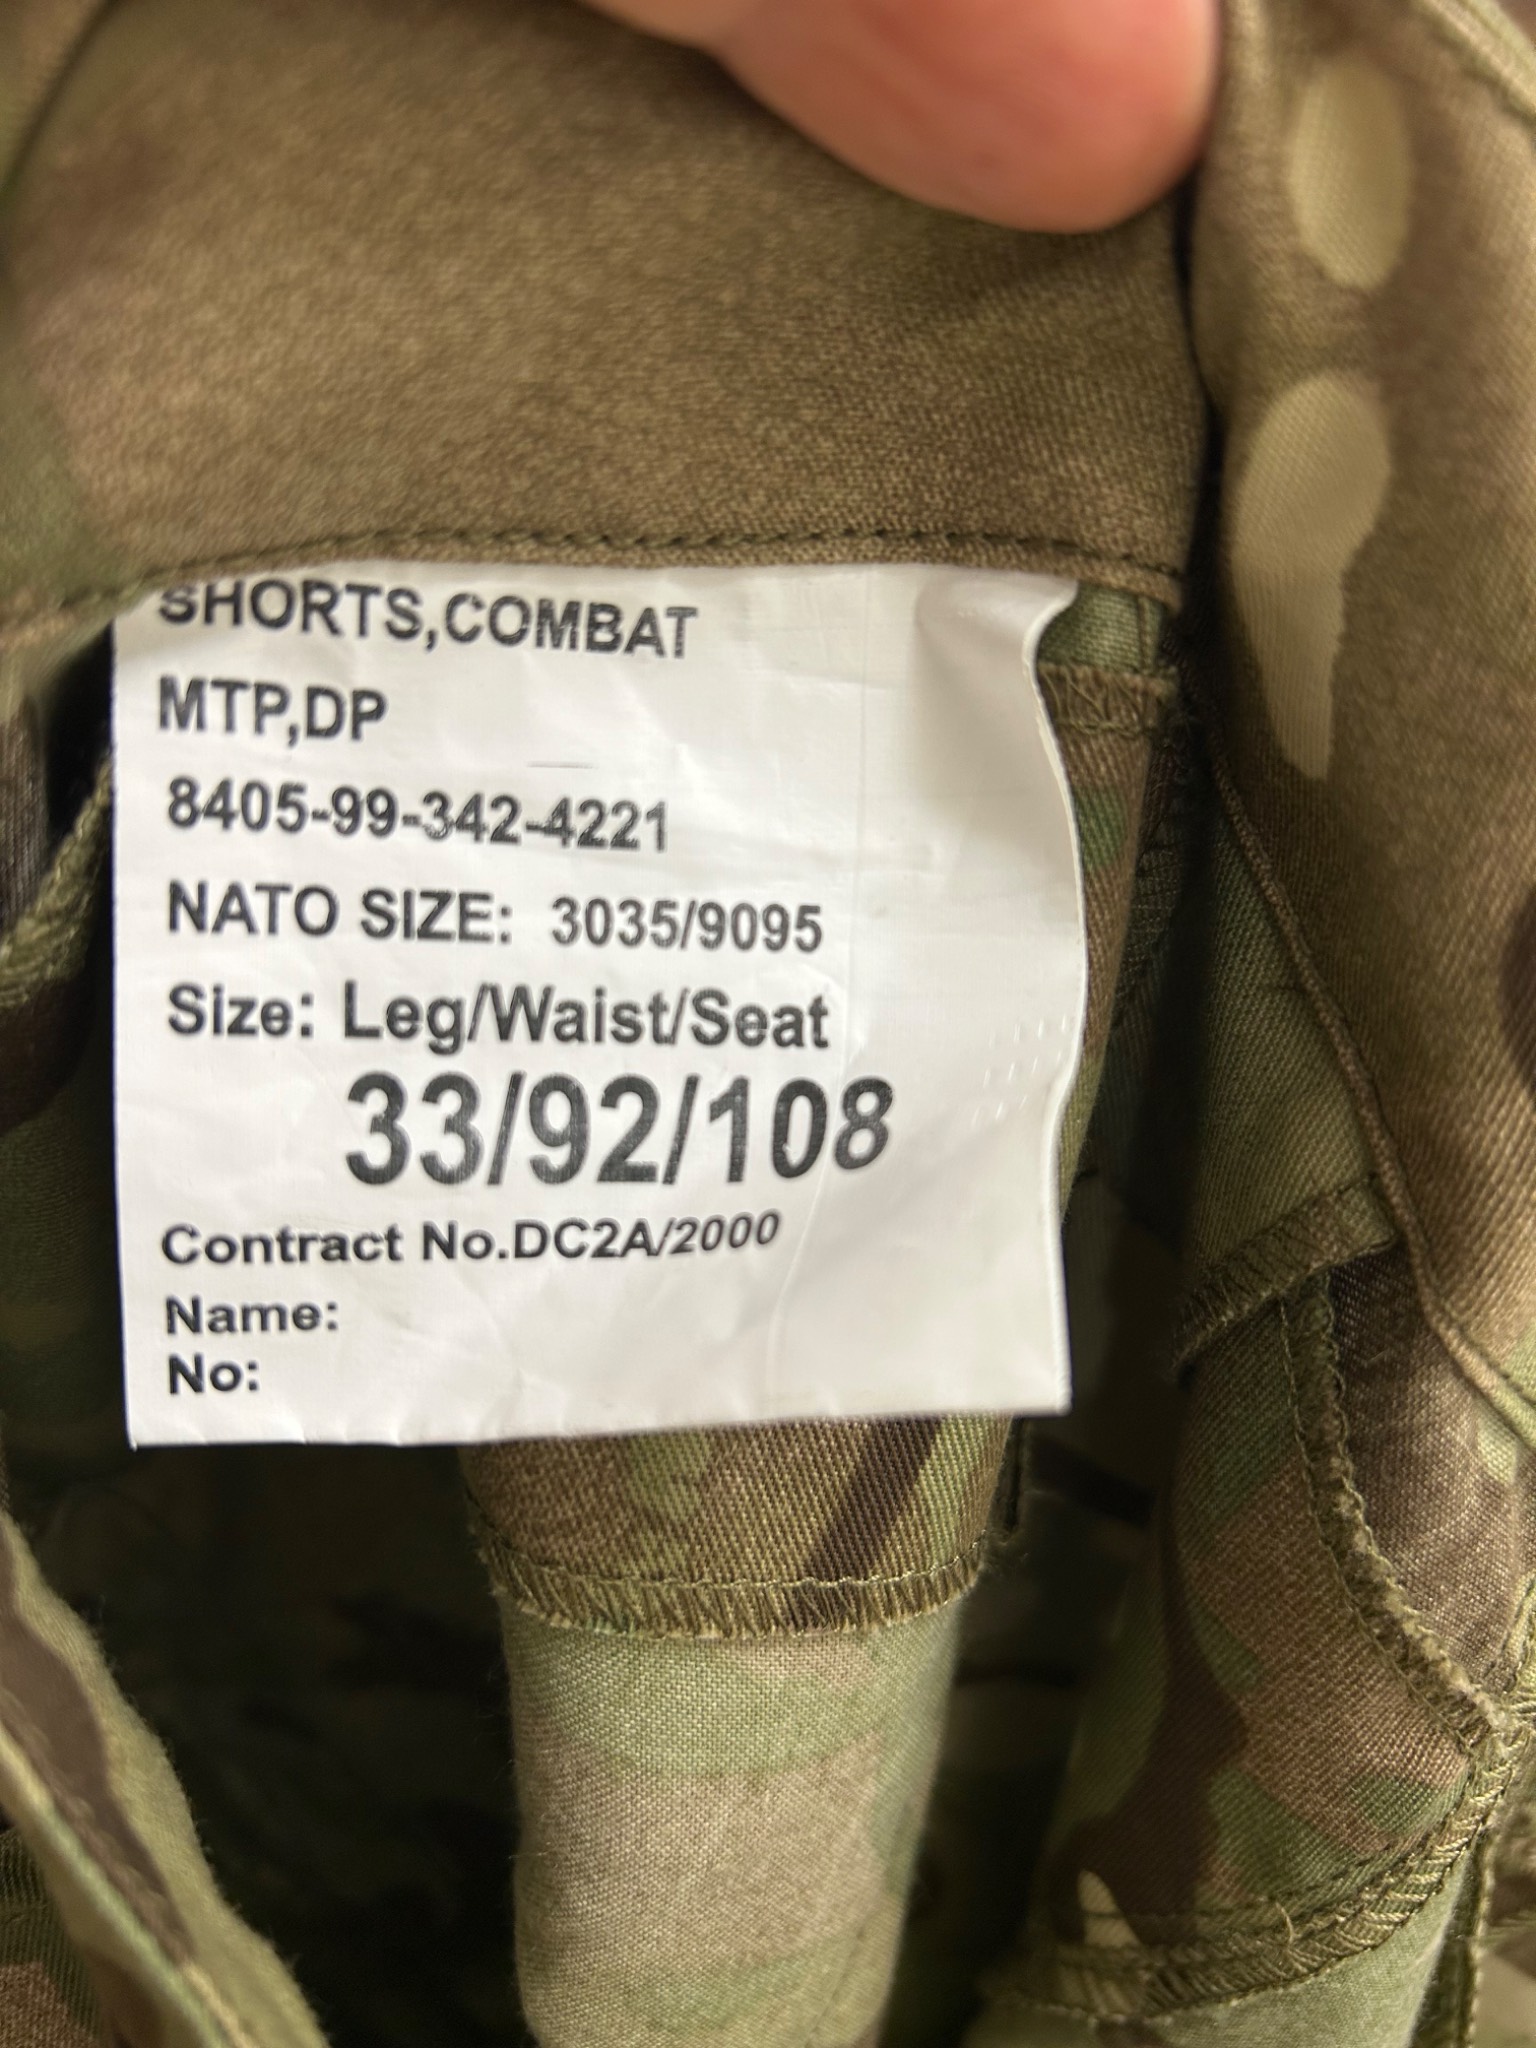 SHORTS,COMBAT
MTP,DP
8405-99-342-4221
NATO SIZE: 3035/9095
Size: Leg/Waist/Seat
33/92/108
Contract No.DC2A/2000
Name:
No: